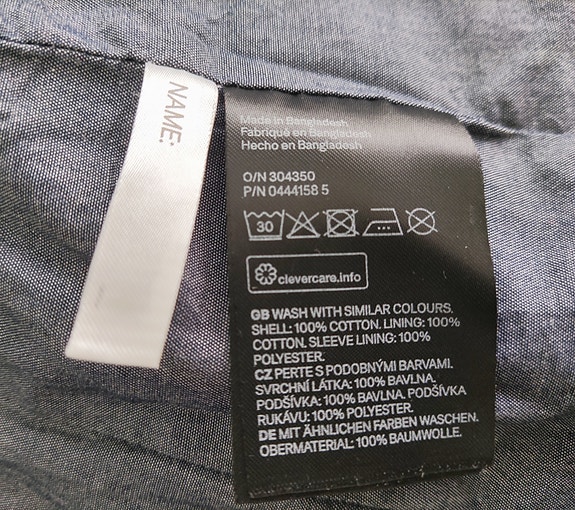 NAME:
Made in Bangladesh
Fabriqué en Bangladesh
Hecho en Bangladesh
O/N 304350
P/N 0444158 5
30
clevercare.info
GB WASH WITH SIMILAR COLOURS.
SHELL: 100% COTTON. LINING: 100%
COTTON. SLEEVE LINING: 100%
POLYESTER.
CZ PERTE S PODOBNÝMI BARVAMI.
SVRCHNÍ LÁTKA: 100% BAVLNA.
PODŠÍVKA: 100% BAVLNA. PODŠÍVKA
RUKÁVU: 100% POLYESTER.
DE MIT ÄHNLICHEN FARBEN WASCHEN.
OBERMATERIAL: 100% BAUMWOLLE.